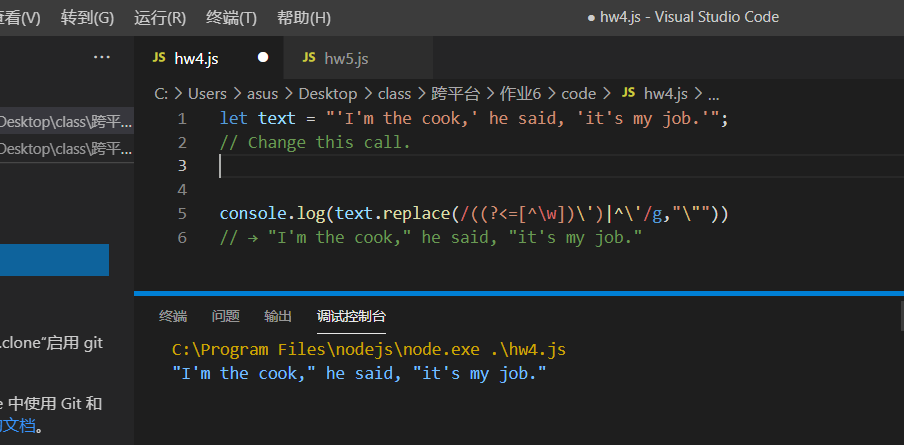 查看(V) 转到(G) 运行(R) 终端(T) 帮助(H) ● hw4.js - Visual Studio Code
··· JS hw4.js ● JS hw5.js
C: > Users > asus > Desktop > class > 跨平台 > 作业6 > code > JS hw4.js > ...
1 let text = "'I'm the cook,' he said, 'it's my job.'";
Desktop\class\跨平...
2 // Change this call.
Desktop\class\跨平...
3
4
5 console.log(text.replace(/((?<=[^\w])\')|^\'/g,"\""))
6 // → "I'm the cook," he said, "it's my job."
终端 问题 输出 调试控制台
.clone"启用 git
C:\Program Files\nodejs\node.exe .\hw4.js
"I'm the cook," he said, "it's my job."
中使用 Git 和
文档。